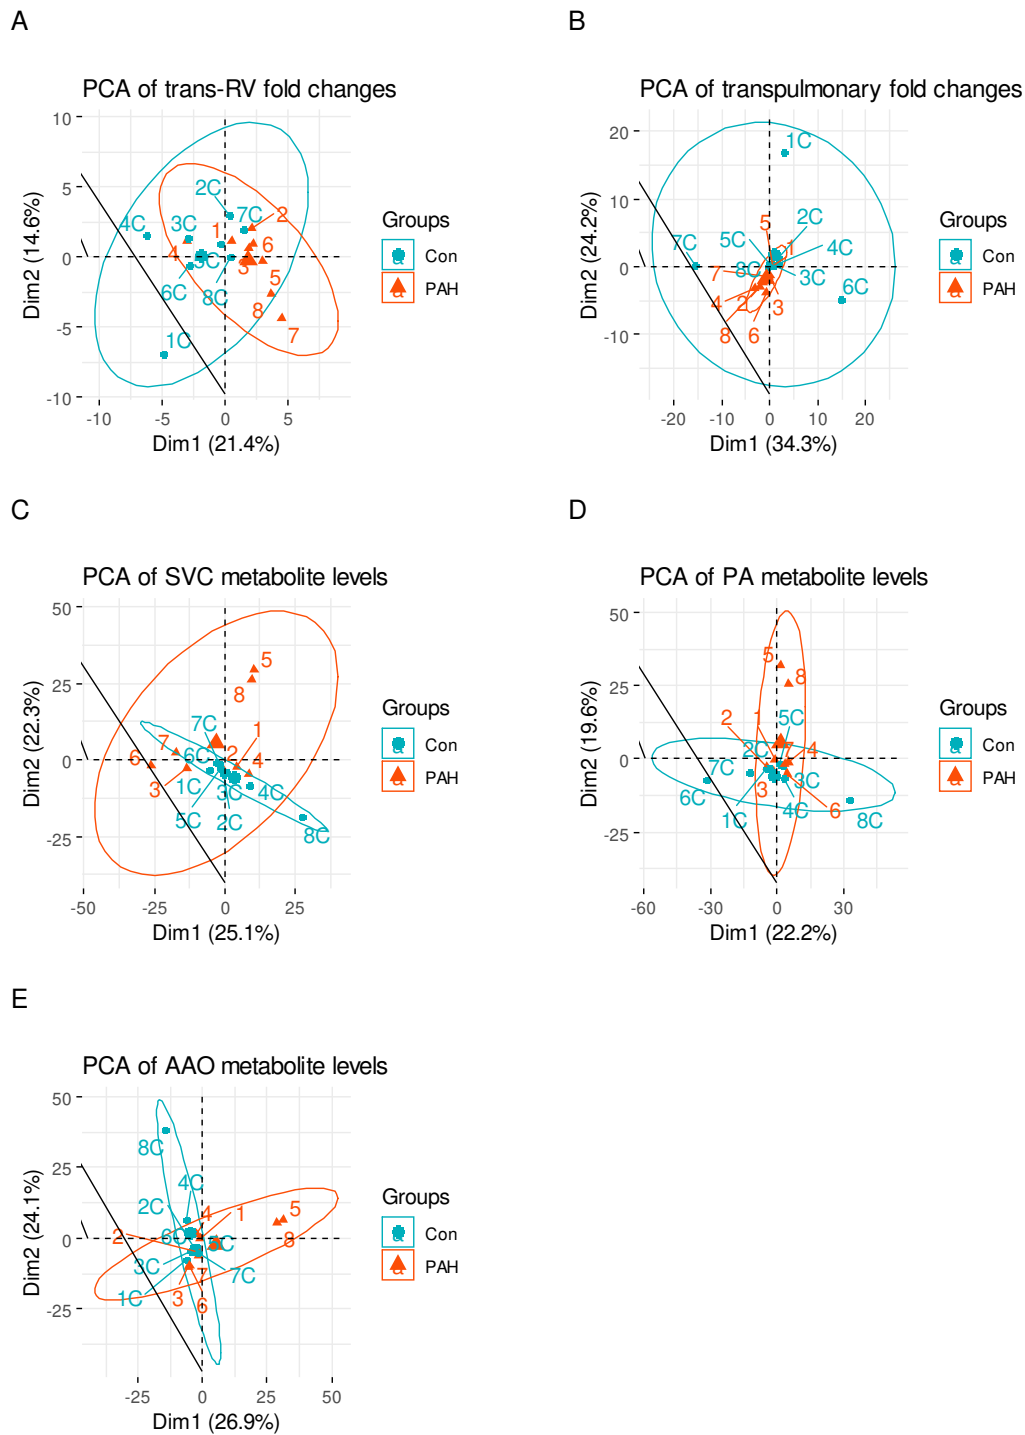 A
PCA of trans-RV fold changes
10
5
0
-5
-10
Dim2 (14.6%)
2C
7C
2
4C
3C
1
6
4
5C
3
6C
8C
5
8
7
1C
-10
-5
0
5
Dim1 (21.4%)
Groups
a Con
a PAH
B
PCA of transpulmonary fold changes
20
10
0
-10
Dim2 (24.2%)
1C
5
2C
5C
1
4C
7C
8C
7
3C
6C
4
2
3
8
6
-20
-10
0
10
20
Dim1 (34.3%)
Groups
a Con
a PAH
C
PCA of SVC metabolite levels
50
25
0
-25
Dim2 (22.3%)
5
8
7C
1
7
6C
2
4
6
3
1C
3C
4C
5C
2C
8C
-50
-25
0
25
Dim1 (25.1%)
Groups
a Con
a PAH
D
PCA of PA metabolite levels
50
25
0
-25
Dim2 (19.6%)
5
8
2
1
5C
2C
7
4
7C
3C
6C
3
4C
6
1C
8C
-60
-30
0
30
Dim1 (22.2%)
Groups
a Con
a PAH
E
PCA of AAO metabolite levels
50
25
0
-25
Dim2 (24.1%)
8C
4C
2C
4
1
5
2
6C
5C
8
3C
7
7C
1C
3
6
-25
0
25
50
Dim1 (26.9%)
Groups
a Con
a PAH